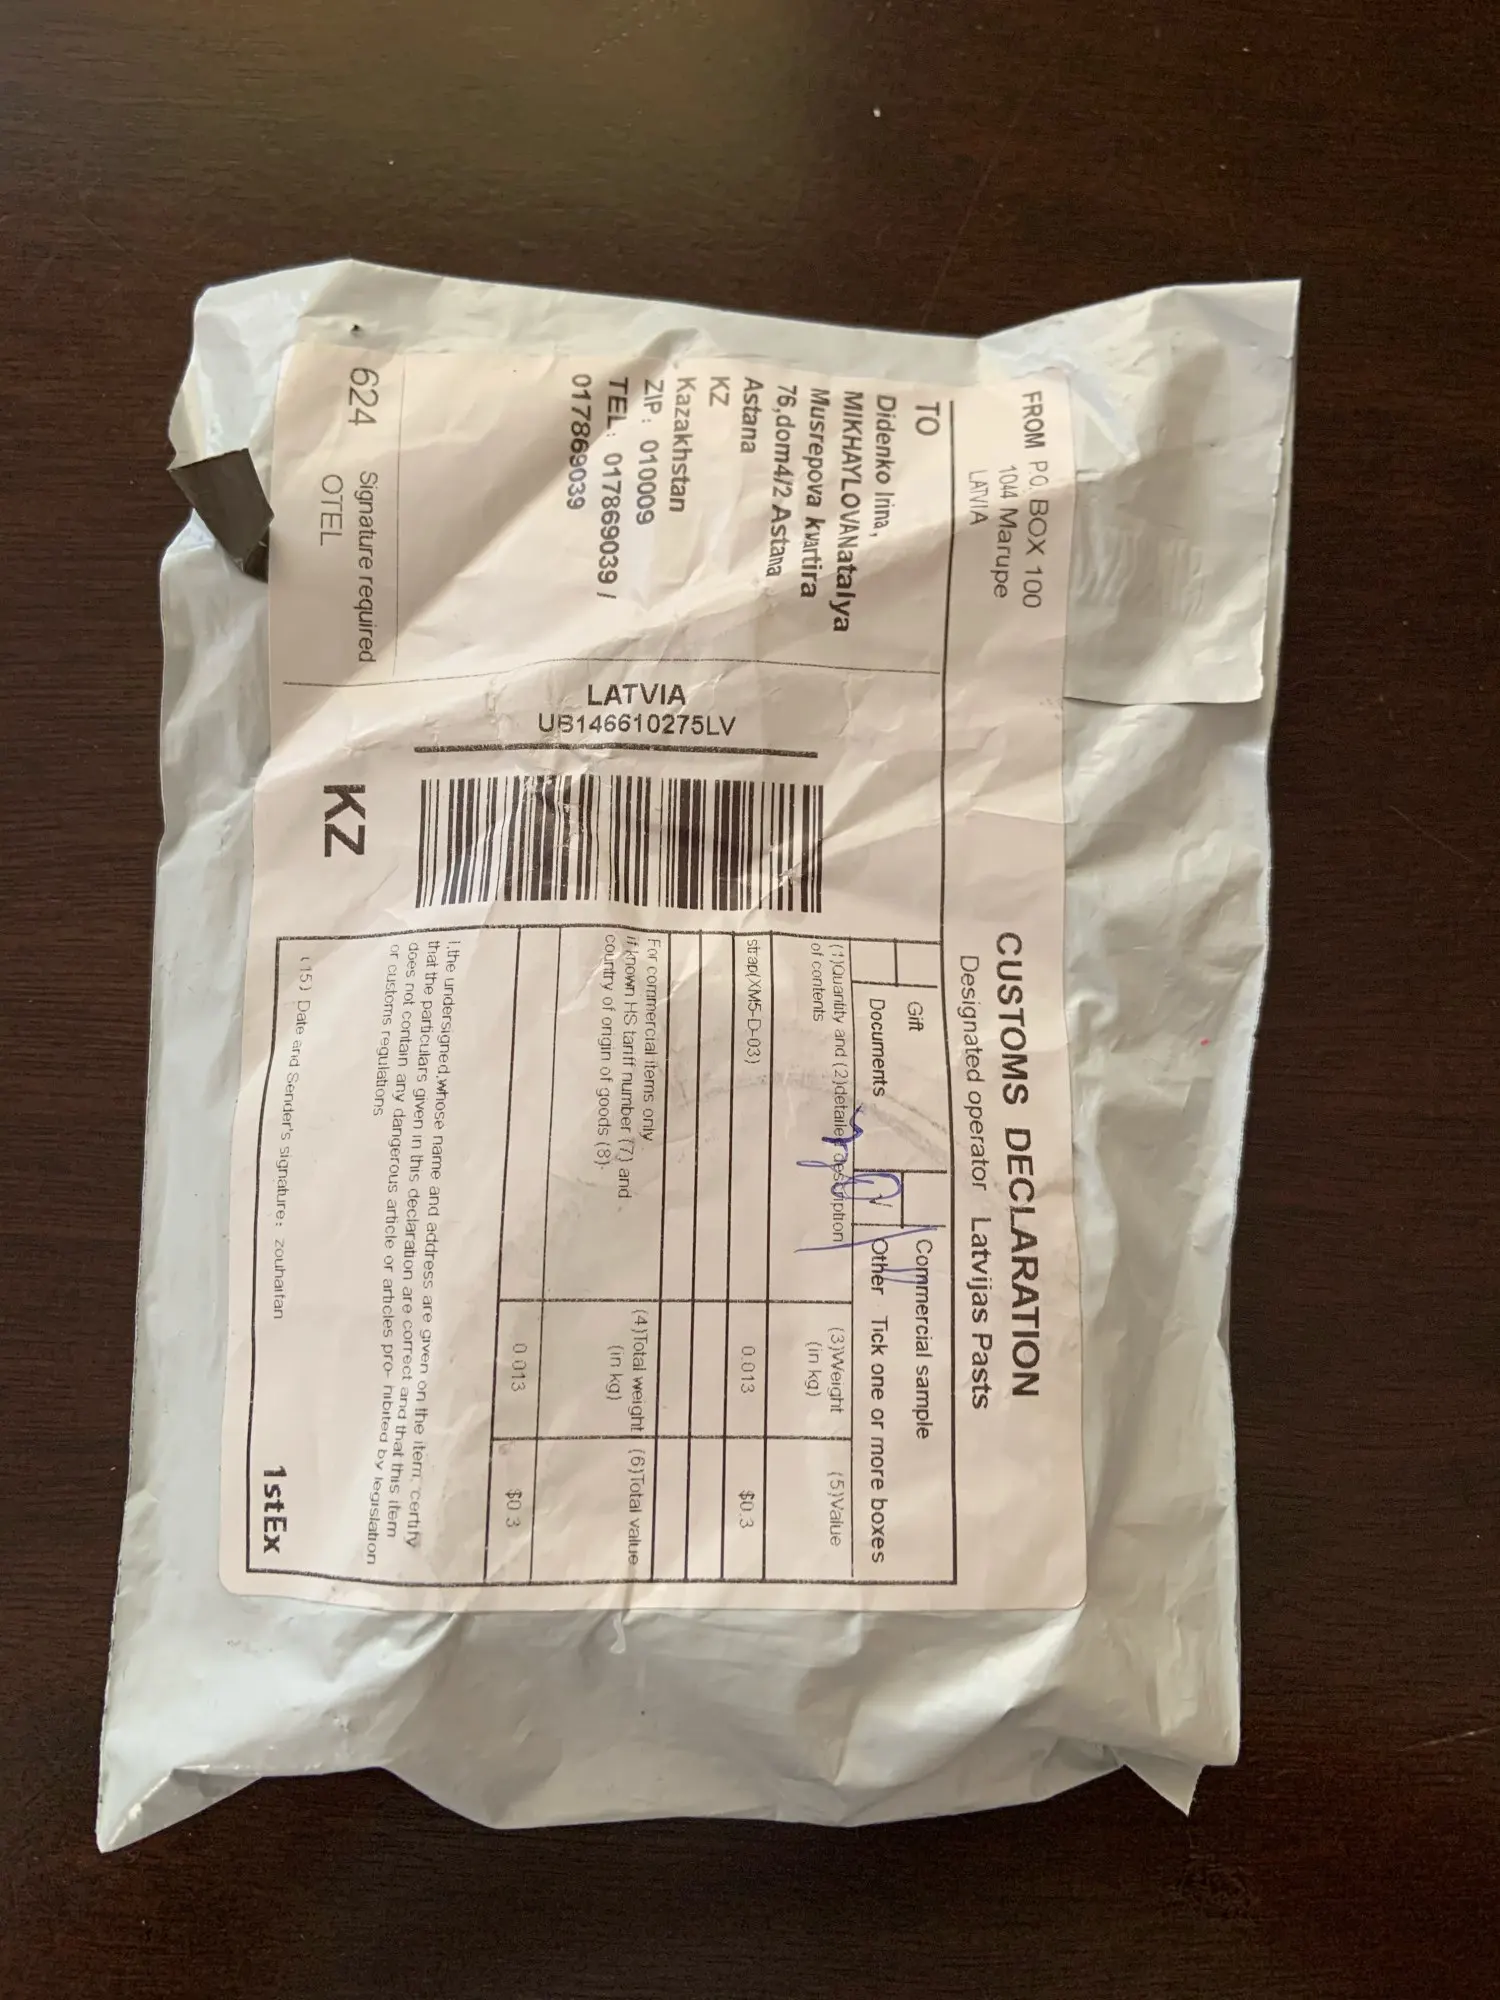 FROM P.O. BOX 100
1044 Marupe
LATVIA
CUSTOMS DECLARATION
Designated operator Latvijas Pasts
TO
Didenko Irina,
MIKHAYLOVANatalya
Musrepova kvartira
76,dom4/2 Astana
Astana
KZ
Kazakhstan
ZIP: 010009
TEL: 017869039 /
017869039
624 Signature required
OTEL
LATVIA
UB146610275LV
KZ
Gift Commercial sample
Documents Other Tick one or more boxes
(1)Quantity and (2)detailed description
of contents
(3)Weight
(in kg)
(5)Value
strap(XM5-D-03) 0.013 $0.3
For commercial items only
if known HS tariff number (7) and
country of origin of goods (8).
(4)Total weight
(in kg)
(6)Total value
0.013 $0.3
I,the undersigned,whose name and address are given on the item, certify
that the particulars given in this declaration are correct and that this item
does not contain any dangerous article or articles pro- hibited by legislation
or customs regulations
(15) Date and Sender's signature: zouhaitan
1stEx